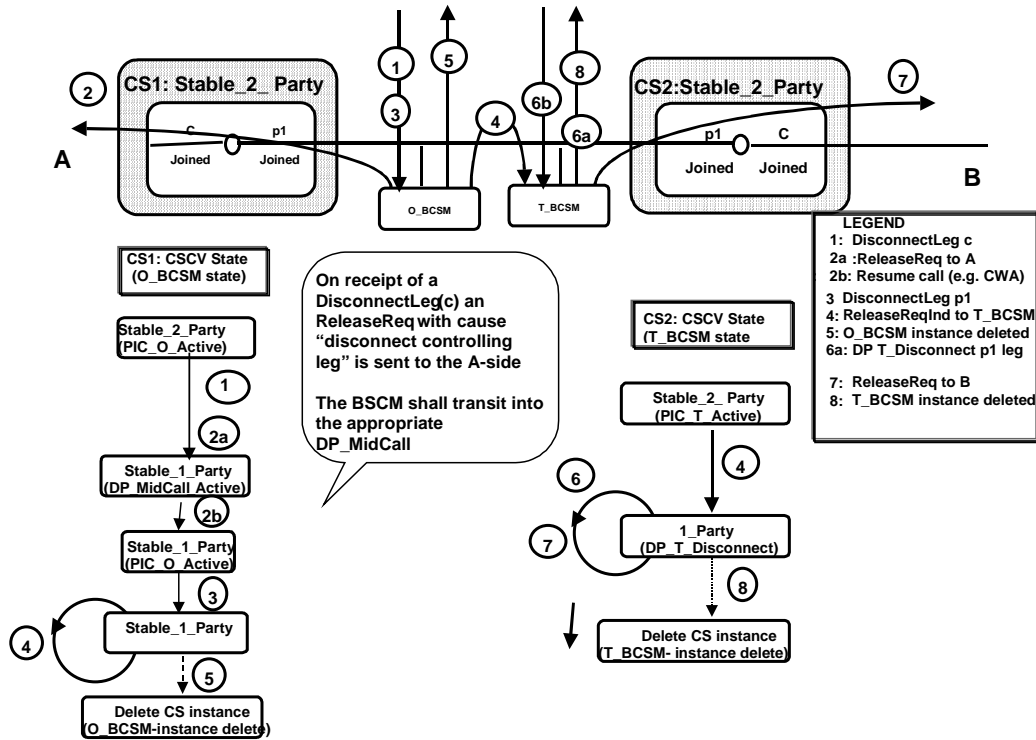 1
5
6b
8
2
CS1: Stable_2_ Party
CS2:Stable_2_Party
7
3
4
6a
C
p1
p1
C
A
Joined
Joined
Joined
Joined
B
O_BCSM
T_BCSM
LEGEND
1: DisconnectLeg c
2a :ReleaseReq to A
2b: Resume call (e.g. CWA)
3 DisconnectLeg p1
4: ReleaseReqInd to T_BCSM
5: O_BCSM instance deleted
6a: DP T_Disconnect p1 leg
7: ReleaseReq to B
8: T_BCSM instance deleted
CS1: CSCV State
(O_BCSM state)
On receipt of a
DisconnectLeg(c) an
ReleaseReq with cause
“disconnect controlling
leg” is sent to the A-side
The BSCM shall transit into
the appropriate
DP_MidCall
CS2: CSCV State
(T_BCSM state
Stable_2_Party
(PIC_O_Active)
1
2a
Stable_1_Party
(DP_MidCall_Active)
2b
Stable_1_Party
(PIC_O_Active)
3
Stable_1_Party
4
5
Delete CS instance
(O_BCSM-instance delete)
Stable_2_ Party
(PIC_T_Active)
4
6
1_Party
(DP_T_Disconnect)
7
8
Delete CS instance
(T_BCSM- instance delete)